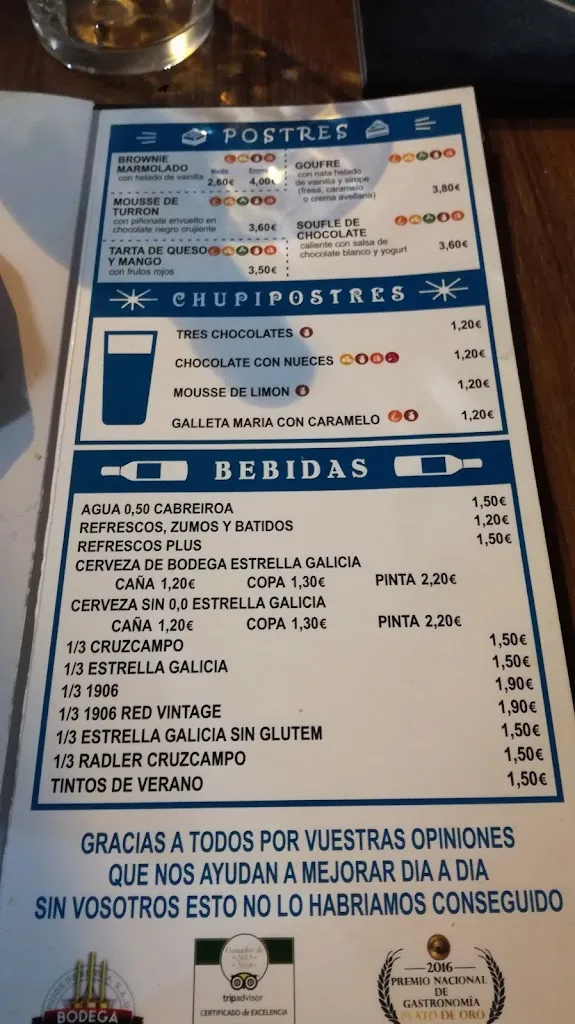 POSTRES
BROWNIE
MARMOLADO
con helado de vainilla
Media
2,60€ 4,00€
MOUSSE DE
TURRON
con piñonate envuelto en
chocolate negro crujiente 3,60€
TARTA DE QUESO
Y MANGO
con frutos rojos 3,50€
GOUFRE
con nata helado
de vainilla y sirope
(fresa, caramelo
o crema avellana) 3,80€
SOUFLE DE
CHOCOLATE
caliente con salsa de
chocolate blanco y yogurt 3,60€
CHUPIPOSTRES
TRES CHOCOLATES 1,20€
CHOCOLATE CON NUECES 1,20€
MOUSSE DE LIMON 1,20€
GALLETA MARIA CON CARAMELO 1,20€
BEBIDAS
AGUA 0,50 CABREIROA 1,50€
REFRESCOS, ZUMOS Y BATIDOS 1,20€
REFRESCOS PLUS 1,50€
CERVEZA DE BODEGA ESTRELLA GALICIA
CAÑA 1,20€ COPA 1,30€ PINTA 2,20€
CERVEZA SIN 0,0 ESTRELLA GALICIA
CAÑA 1,20€ COPA 1,30€ PINTA 2,20€
1/3 CRUZCAMPO 1,50€
1/3 ESTRELLA GALICIA 1,50€
1/3 1906 1,90€
1/3 1906 RED VINTAGE 1,90€
1/3 ESTRELLA GALICIA SIN GLUTEM 1,50€
1/3 RADLER CRUZCAMPO 1,50€
TINTOS DE VERANO 1,50€
GRACIAS A TODOS POR VUESTRAS OPINIONES
QUE NOS AYUDAN A MEJORAR DIA A DIA
SIN VOSOTROS ESTO NO LO HABRIAMOS CONSEGUIDO
BODEGA
Ganador de
tripadvisor
CERTIFICADO de EXCELENCIA
2016
PREMIO NACIONAL
DE
GASTRONOMÍA
PLATO DE ORO